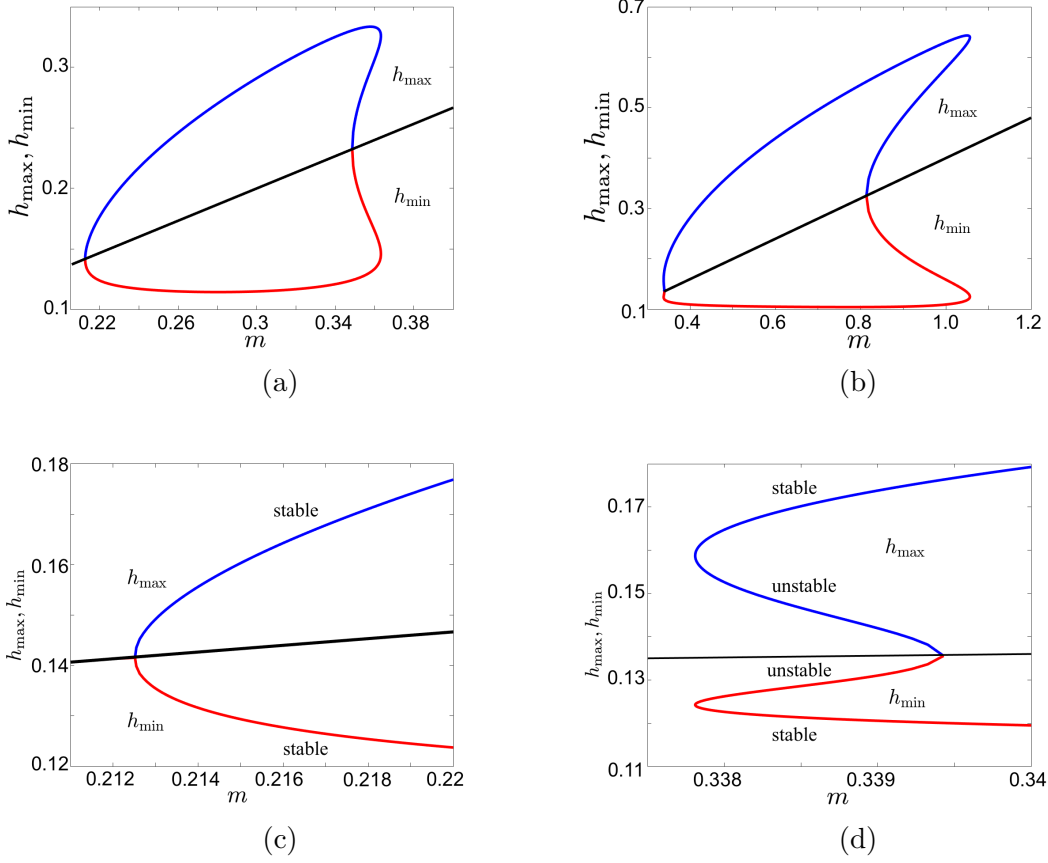 0.3
0.2
0.1
h_max, h_min
h_max
h_min
0.22 0.26 0.3 0.34 0.38
m
(a)
0.7
0.5
0.3
0.1
h_max, h_min
h_max
h_min
0.4 0.6 0.8 1.0 1.2
m
(b)
0.18
0.16
0.14
0.12
h_max, h_min
stable
h_max
h_min
stable
0.212 0.214 0.216 0.218 0.22
m
(c)
0.17
0.15
0.13
0.11
h_max, h_min
stable
h_max
unstable
unstable
h_min
stable
0.338 0.339 0.34
m
(d)